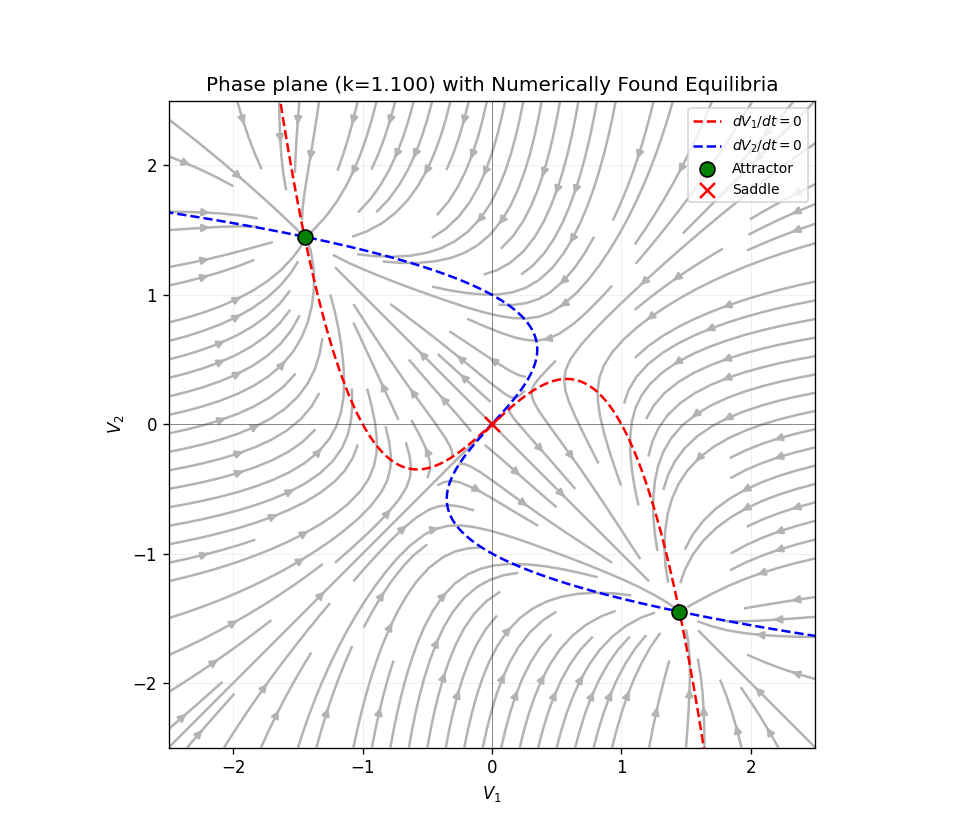 Phase plane (k=1.100) with Numerically Found Equilibria
dV₁/dt = 0
dV₂/dt = 0
Attractor
Saddle
V₂
2
1
0
−1
−2
−2 −1 0 1 2
V₁